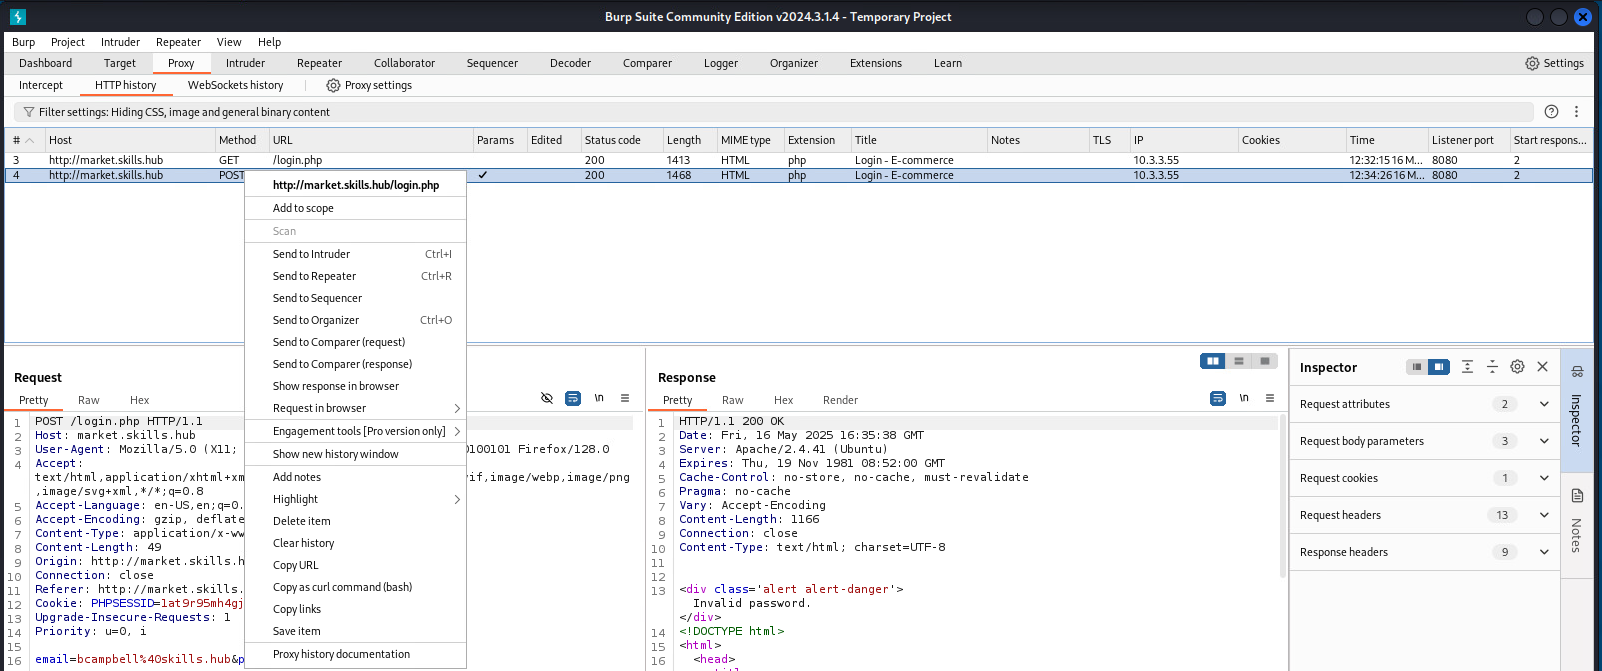 Burp Suite Community Edition v2024.3.1.4 - Temporary Project
Burp Project Intruder Repeater View Help
Dashboard Target Proxy Intruder Repeater Collaborator Sequencer Decoder Comparer Logger Organizer Extensions Learn Settings
Intercept HTTP history WebSockets history Proxy settings
Filter settings: Hiding CSS, image and general binary content
# Host Method URL Params Edited Status code Length MIME type Extension Title Notes TLS IP Cookies Time Listener port Start respons...
3 http://market.skills.hub GET /login.php 200 1413 HTML php Login - E-commerce 10.3.3.55 12:32:15 16 M... 8080 2
4 http://market.skills.hub POST ✓ 200 1468 HTML php Login - E-commerce 10.3.3.55 12:34:26 16 M... 8080 2
http://market.skills.hub/login.php
Add to scope
Scan
Send to Intruder Ctrl+I
Send to Repeater Ctrl+R
Send to Sequencer
Send to Organizer Ctrl+O
Send to Comparer (request)
Send to Comparer (response)
Show response in browser
Request in browser
Engagement tools [Pro version only]
Show new history window
Add notes
Highlight
Delete item
Clear history
Copy URL
Copy as curl command (bash)
Copy links
Save item
Proxy history documentation
Request
Pretty Raw Hex
\n
1 POST /login.php HTTP/1.1
2 Host: market.skills.hub
3 User-Agent: Mozilla/5.0 (X11; 0100101 Firefox/128.0
4 Accept:
text/html,application/xhtml+xm if,image/webp,image/png
,image/svg+xml,*/*;q=0.8
5 Accept-Language: en-US,en;q=0.
6 Accept-Encoding: gzip, deflate
7 Content-Type: application/x-ww
8 Content-Length: 49
9 Origin: http://market.skills.h
10 Connection: close
11 Referer: http://market.skills.
12 Cookie: PHPSESSID=1at9r95mh4gj
13 Upgrade-Insecure-Requests: 1
14 Priority: u=0, i
15
16 email=bcampbell%40skills.hub&p
Response
Pretty Raw Hex Render
\n
1 HTTP/1.1 200 OK
2 Date: Fri, 16 May 2025 16:35:38 GMT
3 Server: Apache/2.4.41 (Ubuntu)
4 Expires: Thu, 19 Nov 1981 08:52:00 GMT
5 Cache-Control: no-store, no-cache, must-revalidate
6 Pragma: no-cache
7 Vary: Accept-Encoding
8 Content-Length: 1166
9 Connection: close
10 Content-Type: text/html; charset=UTF-8
11
12
13 <div class='alert alert-danger'>
Invalid password.
</div>
14 <!DOCTYPE html>
15 <html>
16 <head>
Inspector
Request attributes 2
Request body parameters 3
Request cookies 1
Request headers 13
Response headers 9
Inspector
Notes